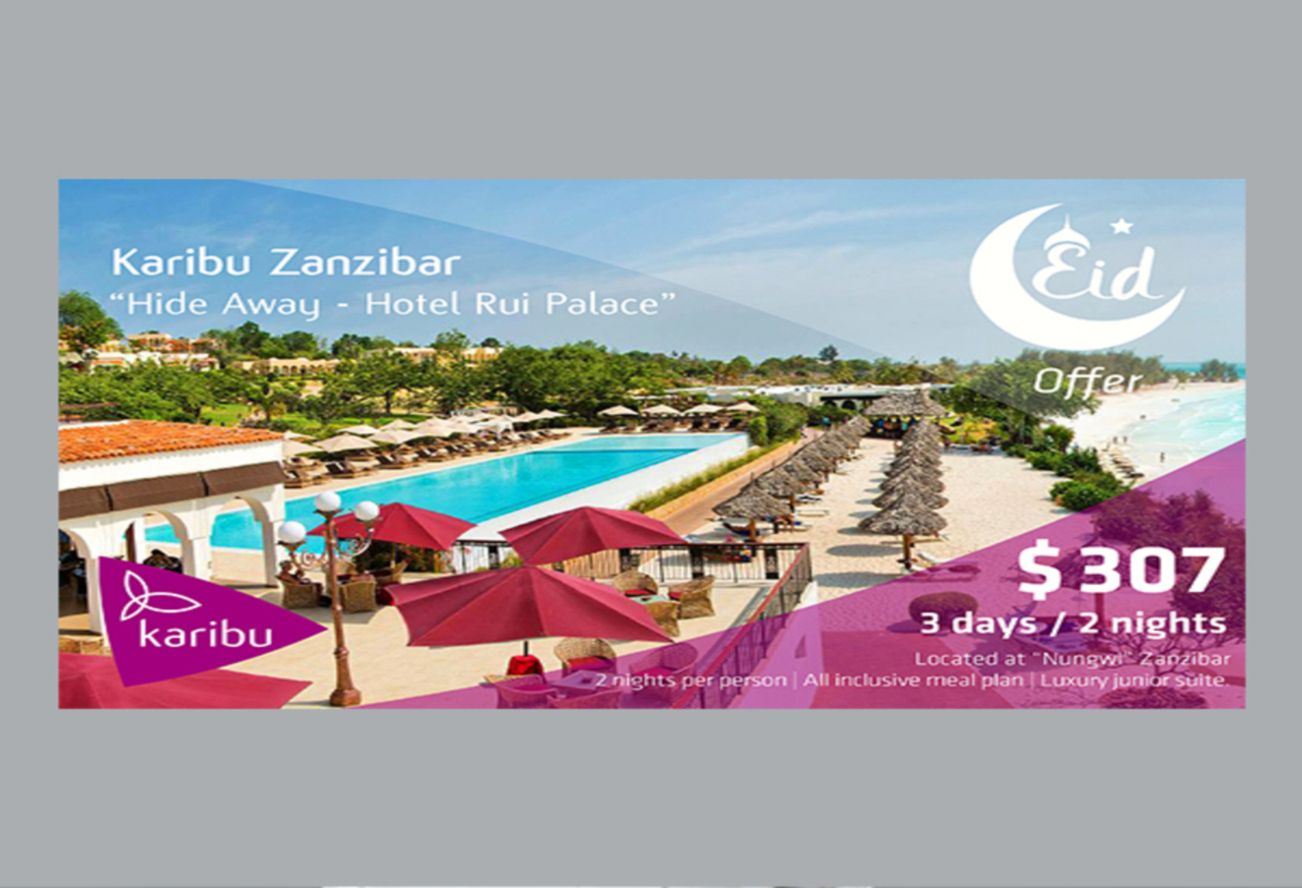 Karibu Zanzibar
“Hide Away - Hotel Rui Palace”
Eid
Offer
karibu
$307
3 days / 2 nights
Located at "Nungwi" Zanzibar
2 nights per person | All inclusive meal plan | Luxury junior suite.